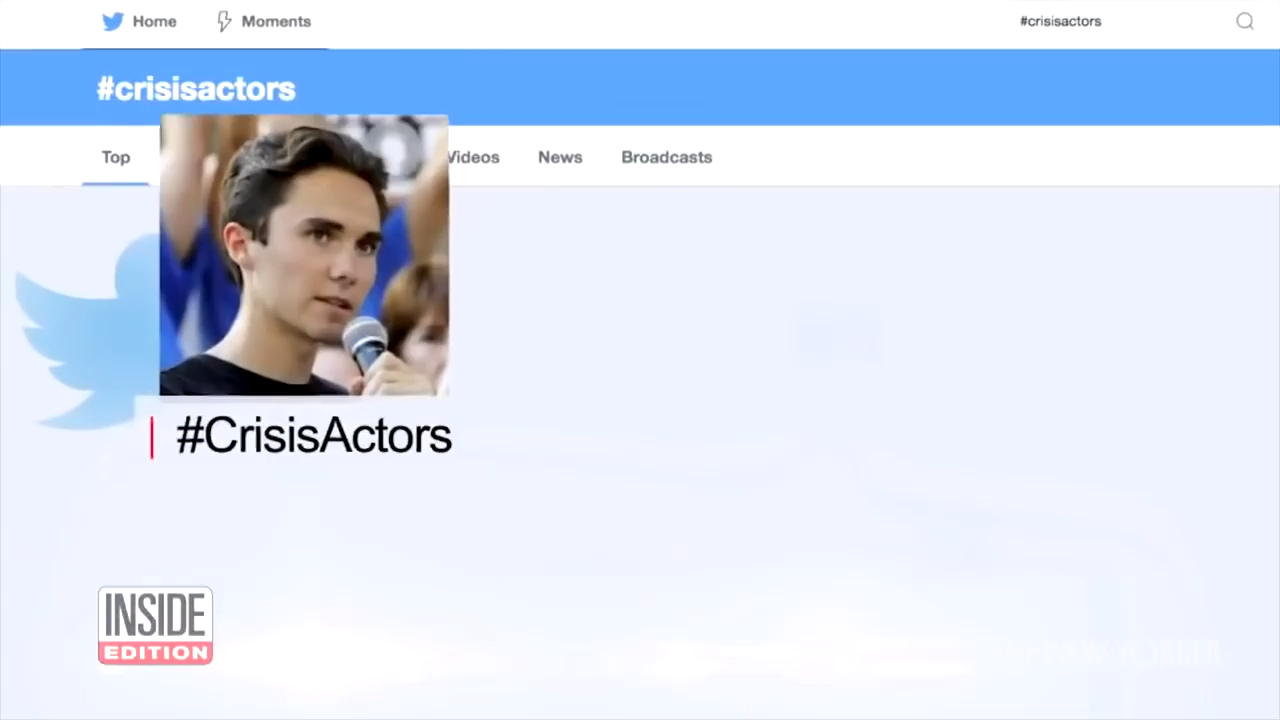 Home
Moments
#crisisactors
#crisisactors
Top
Videos
News
Broadcasts
#CrisisActors
INSIDE
EDITION